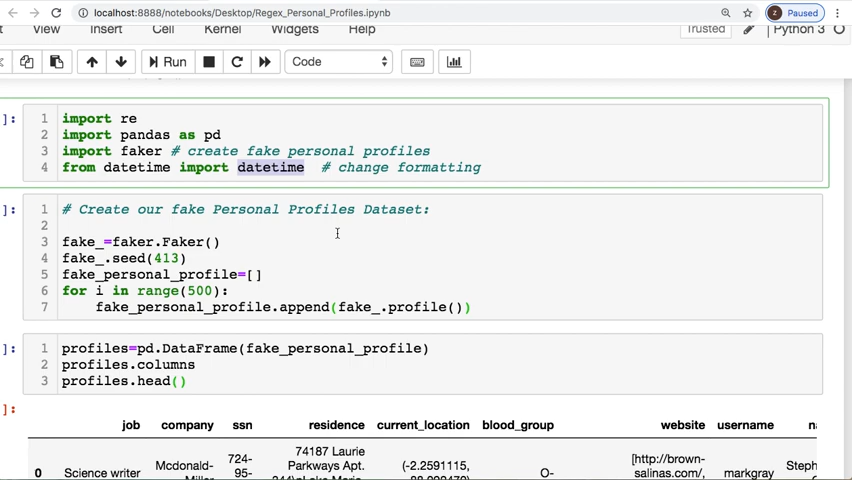 localhost:8888/notebooks/Desktop/Regex_Personal_Profiles.ipynb
Z Paused
View Insert Cell Kernel Widgets Help
Trusted Python 3
Run Code
]:
1 import re
2 import pandas as pd
3 import faker # create fake personal profiles
4 from datetime import datetime # change formatting
]:
1 # Create our fake Personal Profiles Dataset:
2
3 fake_=faker.Faker()
4 fake_.seed(413)
5 fake_personal_profile=[]
6 for i in range(500):
7 fake_personal_profile.append(fake_.profile())
]:
1 profiles=pd.DataFrame(fake_personal_profile)
2 profiles.columns
3 profiles.head()
]:
job company ssn residence current_location blood_group website username
0 Science writer
Mcdonald-
724-
95-
74187 Laurie
Parkways Apt.
(-2.2591115,
O-
[http://brown-
salinas.com/,
markgray
Steph